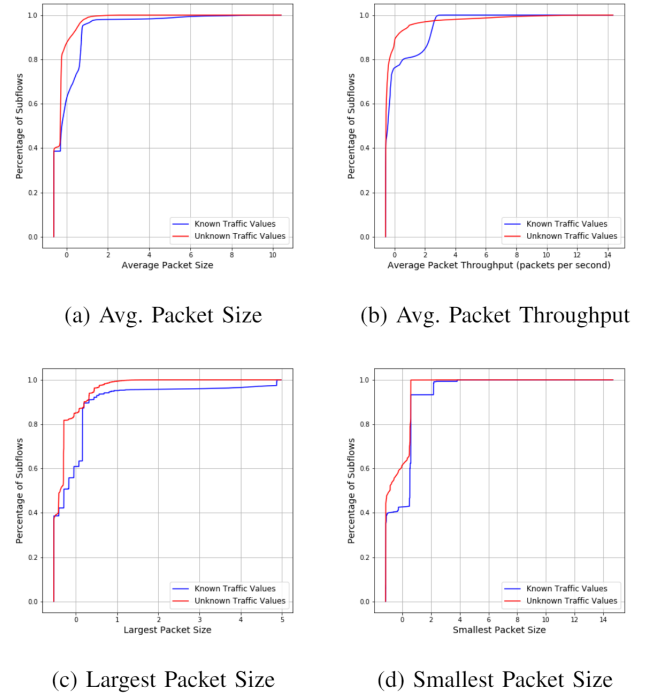 1.0
0.8
0.6
0.4
0.2
0.0
Percentage of Subflows
Known Traffic Values
Unknown Traffic Values
0 2 4 6 8 10
Average Packet Size
(a) Avg. Packet Size
1.0
0.8
0.6
0.4
0.2
0.0
Percentage of Subflows
Known Traffic Values
Unknown Traffic Values
0 2 4 6 8 10 12 14
Average Packet Throughput (packets per second)
(b) Avg. Packet Throughput
1.0
0.8
0.6
0.4
0.2
0.0
Percentage of Subflows
Known Traffic Values
Unknown Traffic Values
0 1 2 3 4 5
Largest Packet Size
(c) Largest Packet Size
1.0
0.8
0.6
0.4
0.2
0.0
Percentage of Subflows
Known Traffic Values
Unknown Traffic Values
0 2 4 6 8 10 12 14
Smallest Packet Size
(d) Smallest Packet Size